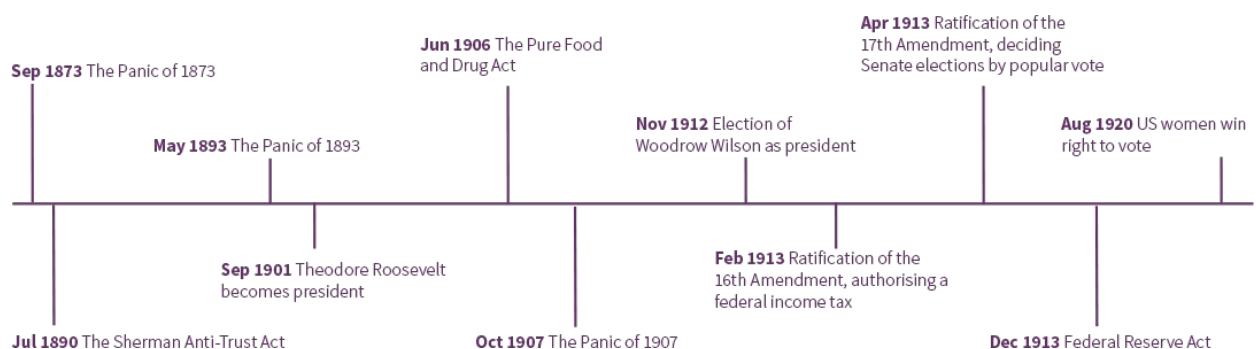 Sep 1873 The Panic of 1873
Jul 1890 The Sherman Anti-Trust Act
May 1893 The Panic of 1893
Sep 1901 Theodore Roosevelt
becomes president
Jun 1906 The Pure Food
and Drug Act
Oct 1907 The Panic of 1907
Nov 1912 Election of
Woodrow Wilson as president
Feb 1913 Ratification of the
16th Amendment, authorising a
federal income tax
Apr 1913 Ratification of the
17th Amendment, deciding
Senate elections by popular vote
Dec 1913 Federal Reserve Act
Aug 1920 US women win
right to vote